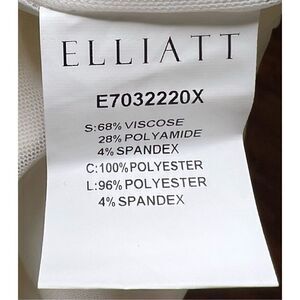 ELLIATT
E7032220X
S:68% VISCOSE
28% POLYAMIDE
4% SPANDEX
C:100% POLYESTER
L:96% POLYESTER
4% SPANDEX